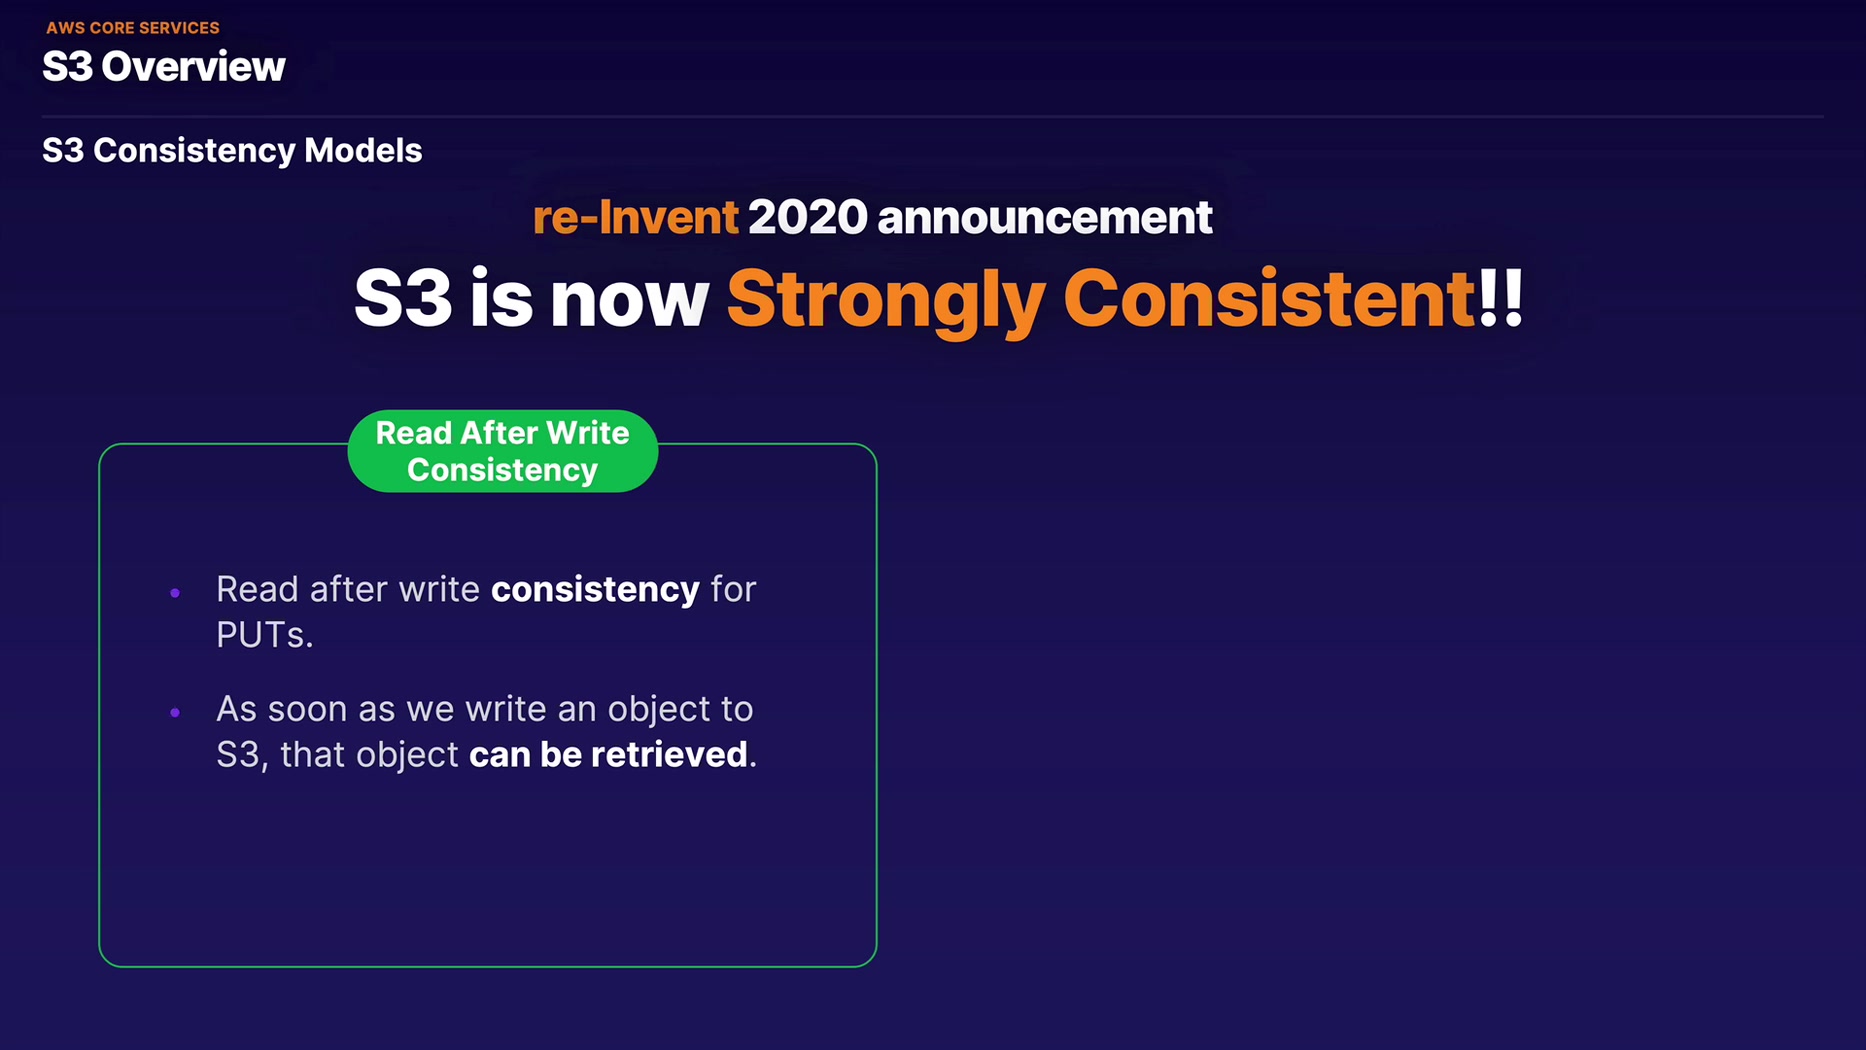 AWS CORE SERVICES
S3 Overview
S3 Consistency Models
re-Invent 2020 announcement
S3 is now Strongly Consistent!!
Read After Write
Consistency
• Read after write consistency for
PUTs.
• As soon as we write an object to
S3, that object can be retrieved.